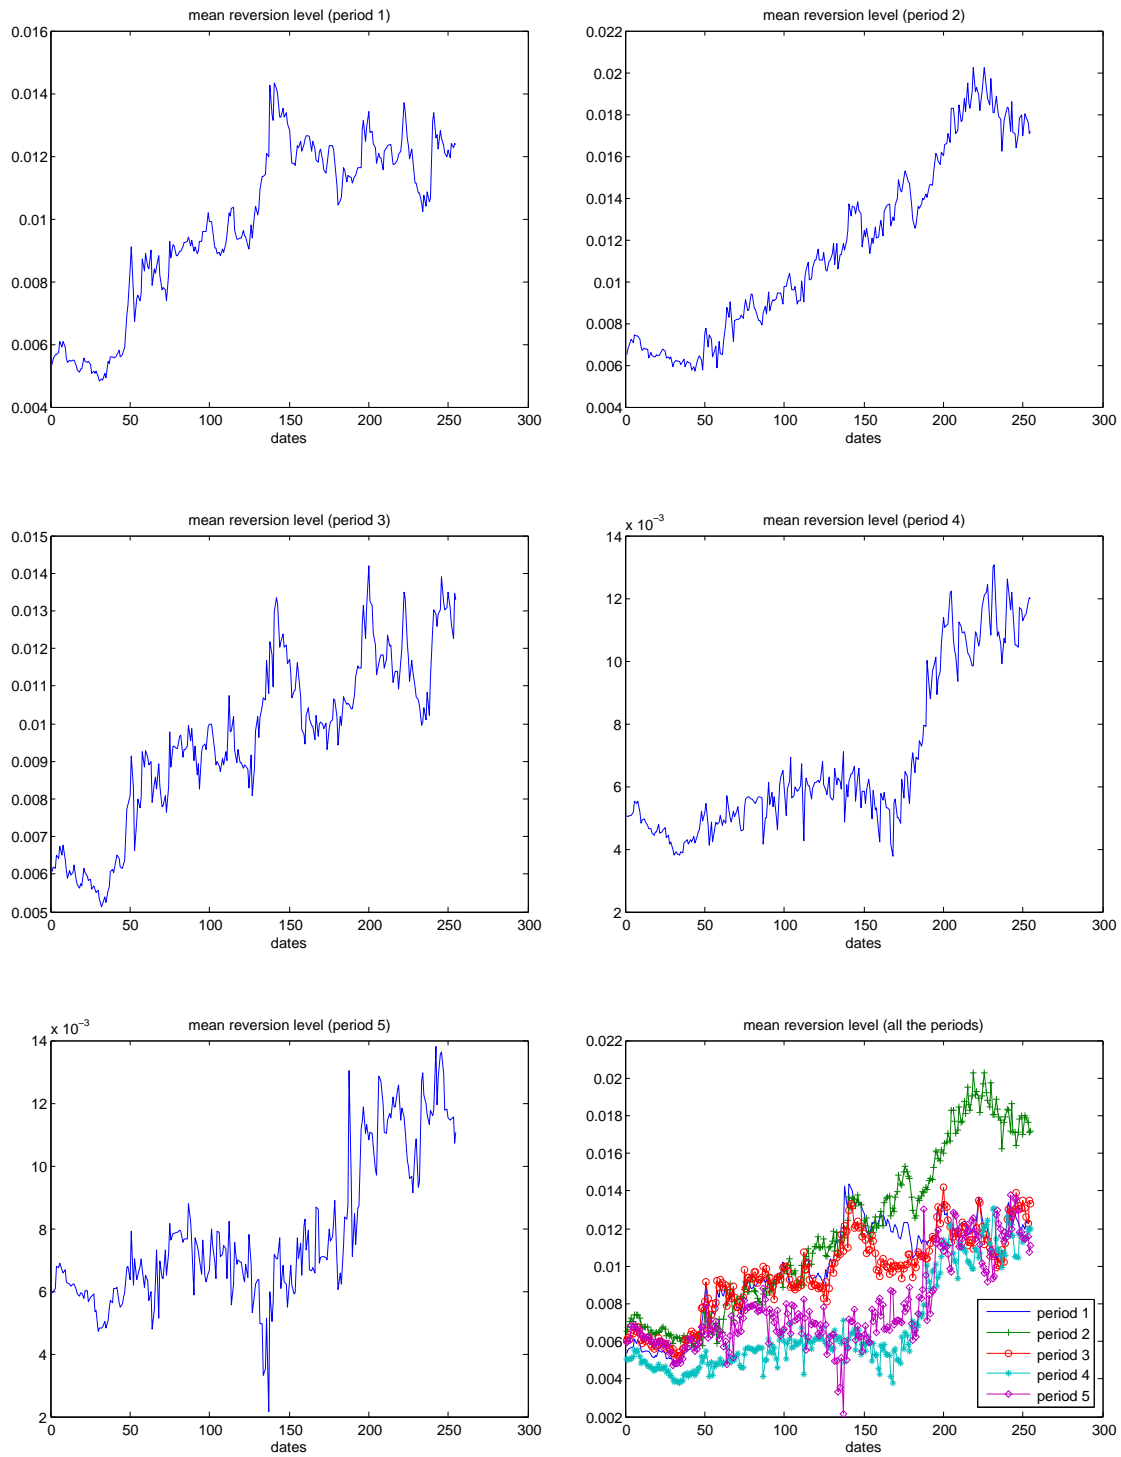 mean reversion level (period 1)
0.016
0.014
0.012
0.01
0.008
0.006
0.004
0 50 100 150 200 250 300
dates
mean reversion level (period 2)
0.022
0.02
0.018
0.016
0.014
0.012
0.01
0.008
0.006
0.004
0 50 100 150 200 250 300
dates
mean reversion level (period 3)
0.015
0.014
0.013
0.012
0.011
0.01
0.009
0.008
0.007
0.006
0.005
0 50 100 150 200 250 300
dates
mean reversion level (period 4)
x 10⁻³
14
12
10
8
6
4
2
0 50 100 150 200 250 300
dates
mean reversion level (period 5)
x 10⁻³
14
12
10
8
6
4
2
0 50 100 150 200 250 300
dates
mean reversion level (all the periods)
0.022
0.02
0.018
0.016
0.014
0.012
0.01
0.008
0.006
0.004
0.002
0 50 100 150 200 250 300
dates
period 1
period 2
period 3
period 4
period 5